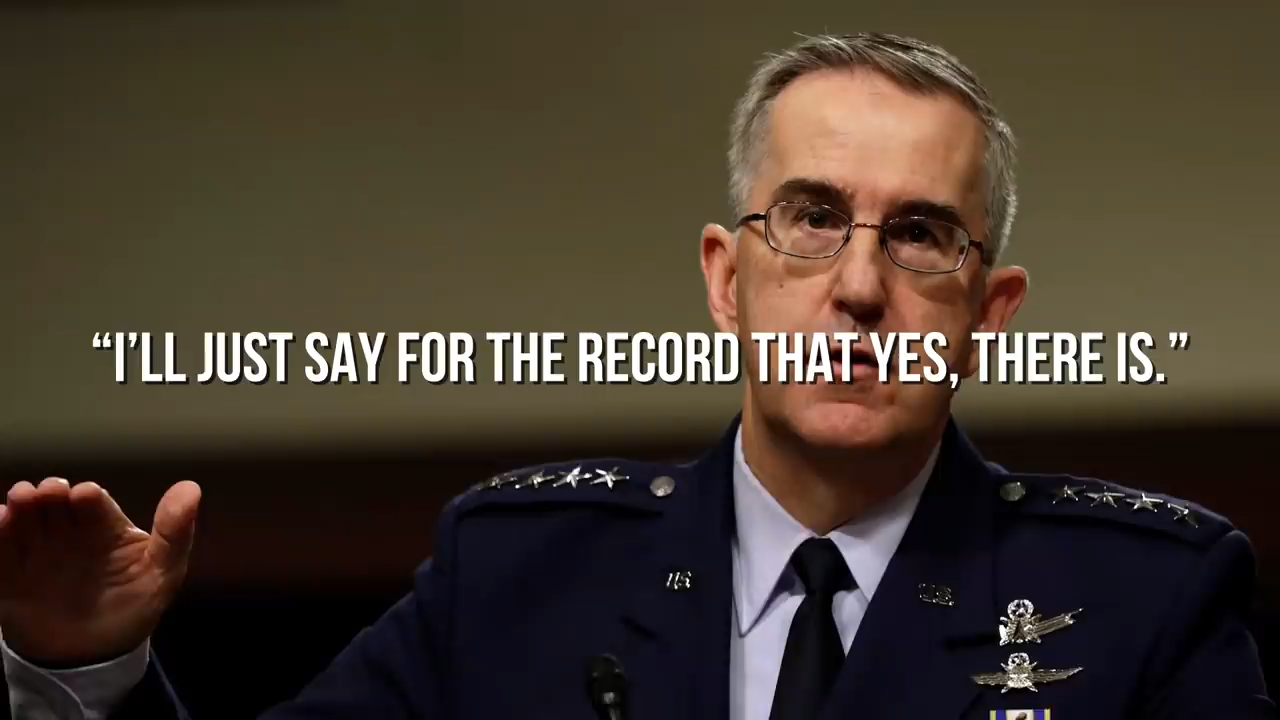 “I’LL JUST SAY FOR THE RECORD THAT YES, THERE IS.”
U.S.
U.S.